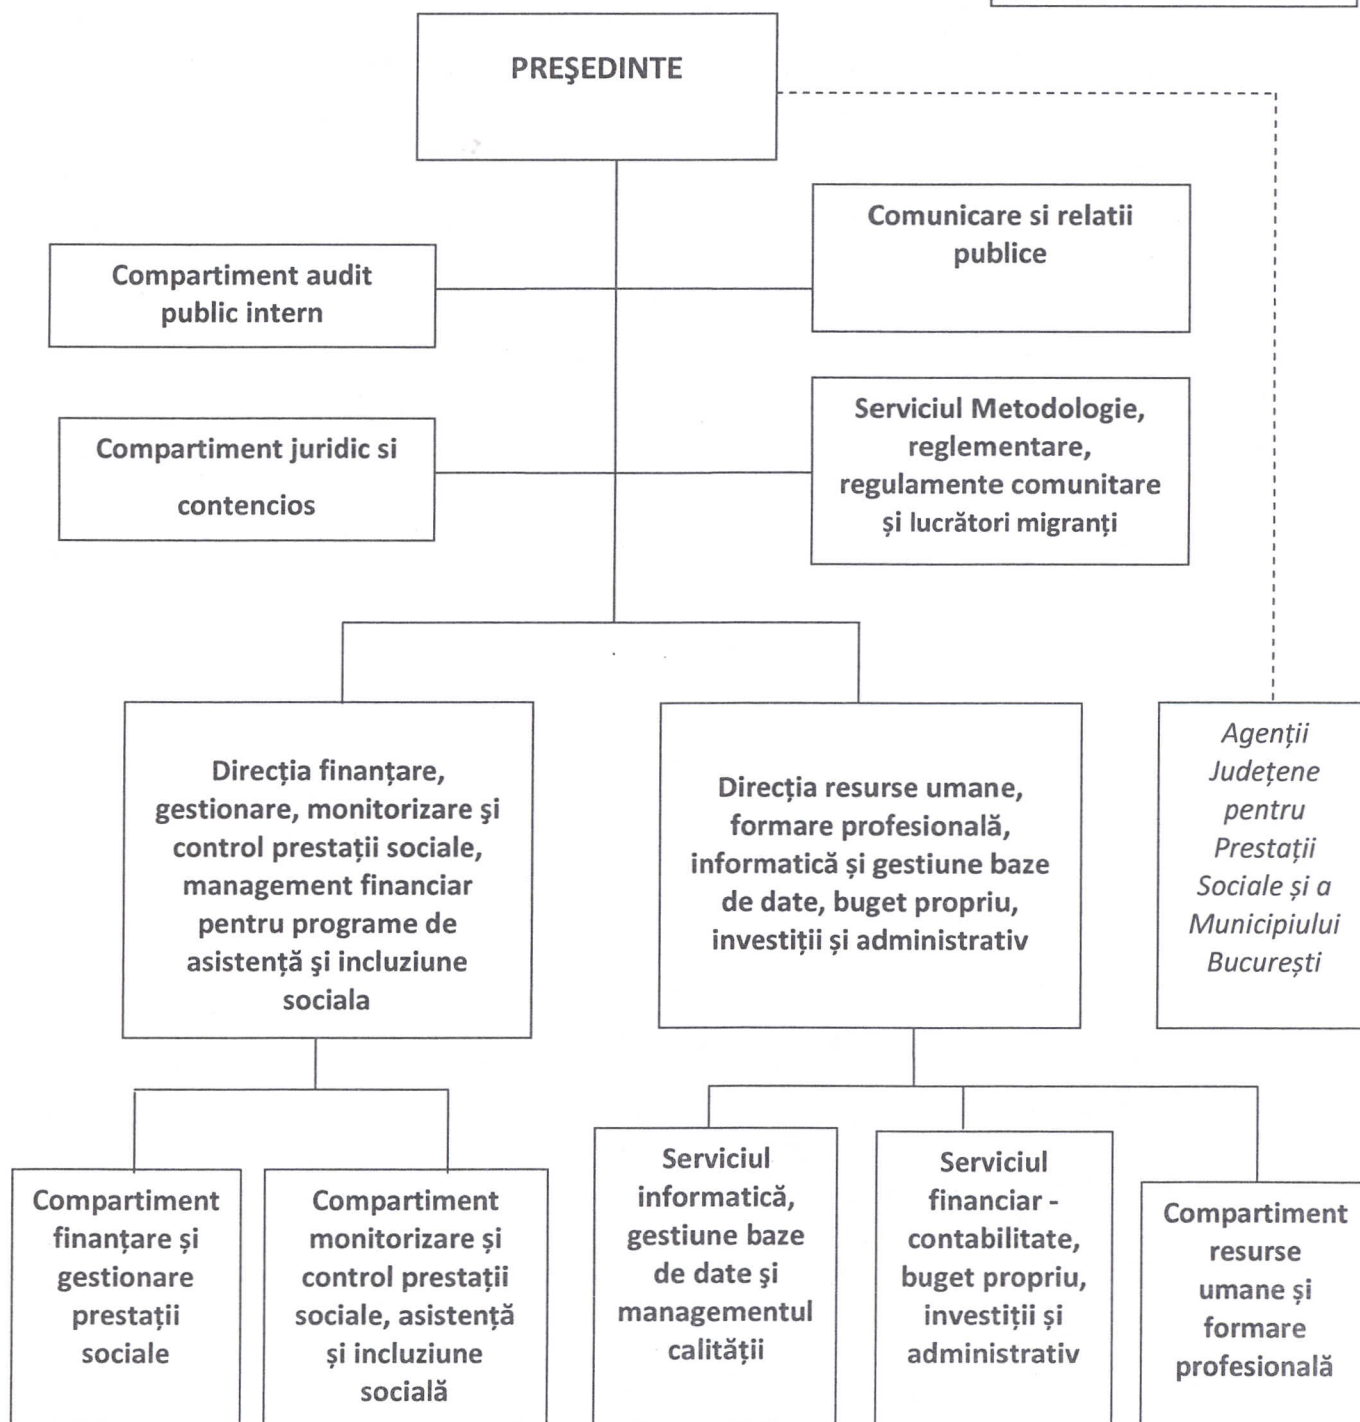 PREŞEDINTE
Comunicare si relatii
publice
Compartiment audit
public intern
Serviciul Metodologie,
reglementare,
regulamente comunitare
și lucrători migranți
Compartiment juridic si
contencios
Direcția finanțare,
gestionare, monitorizare şi
control prestații sociale,
management financiar
pentru programe de
asistență şi incluziune
sociala
Direcția resurse umane,
formare profesională,
informatică și gestiune baze
de date, buget propriu,
investiții și administrativ
Agenții
Județene
pentru
Prestații
Sociale și a
Municipiului
București
Compartiment
finanțare și
gestionare
prestații
sociale
Compartiment
monitorizare și
control prestații
sociale, asistență
și incluziune
socială
Serviciul
informatică,
gestiune baze
de date şi
managementul
calității
Serviciul
financiar -
contabilitate,
buget propriu,
investiții și
administrativ
Compartiment
resurse
umane și
formare
profesională